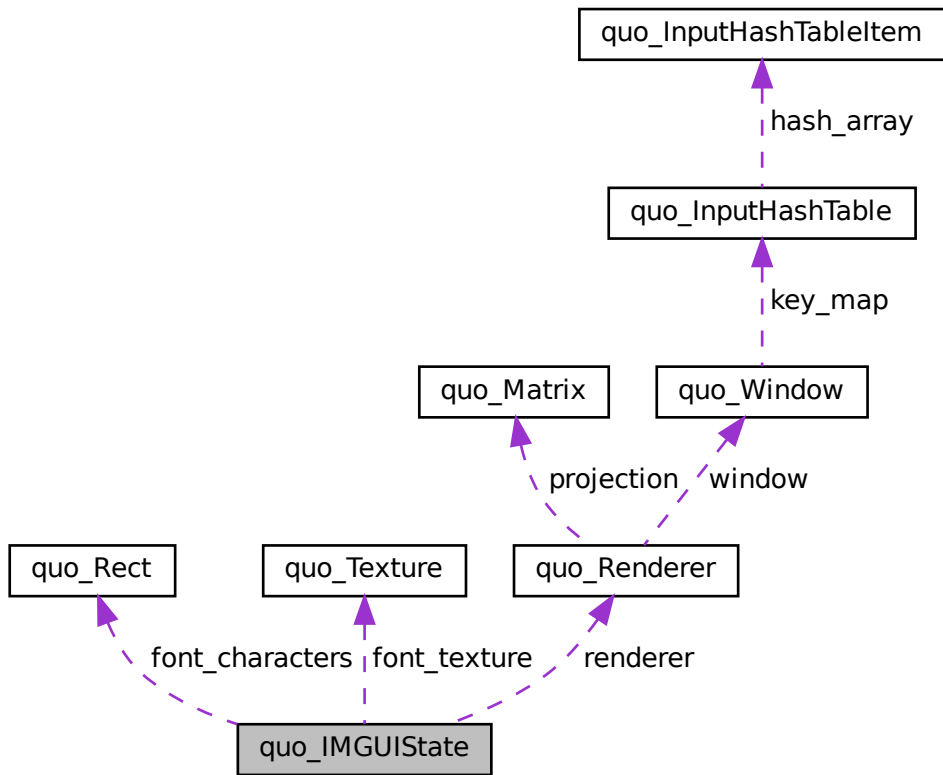 quo_InputHashTableItem
hash_array
quo_InputHashTable
key_map
quo_Matrix
quo_Window
projection
window
quo_Rect
quo_Texture
quo_Renderer
font_characters
font_texture
renderer
quo_IMGUIState